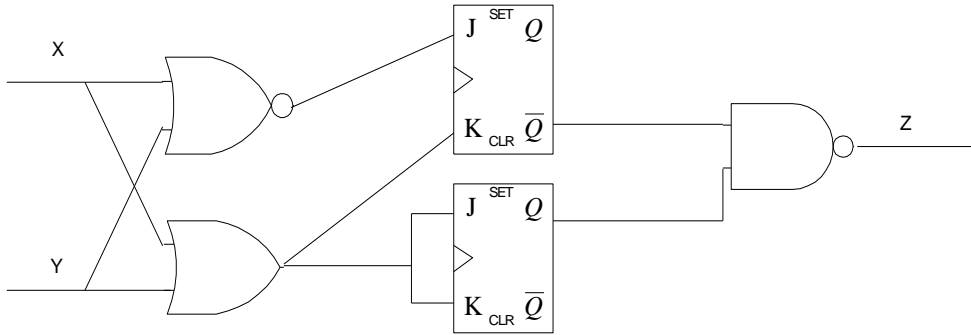 X
J SET Q
K CLR Q̅
Z
J SET Q
Y
K CLR Q̅